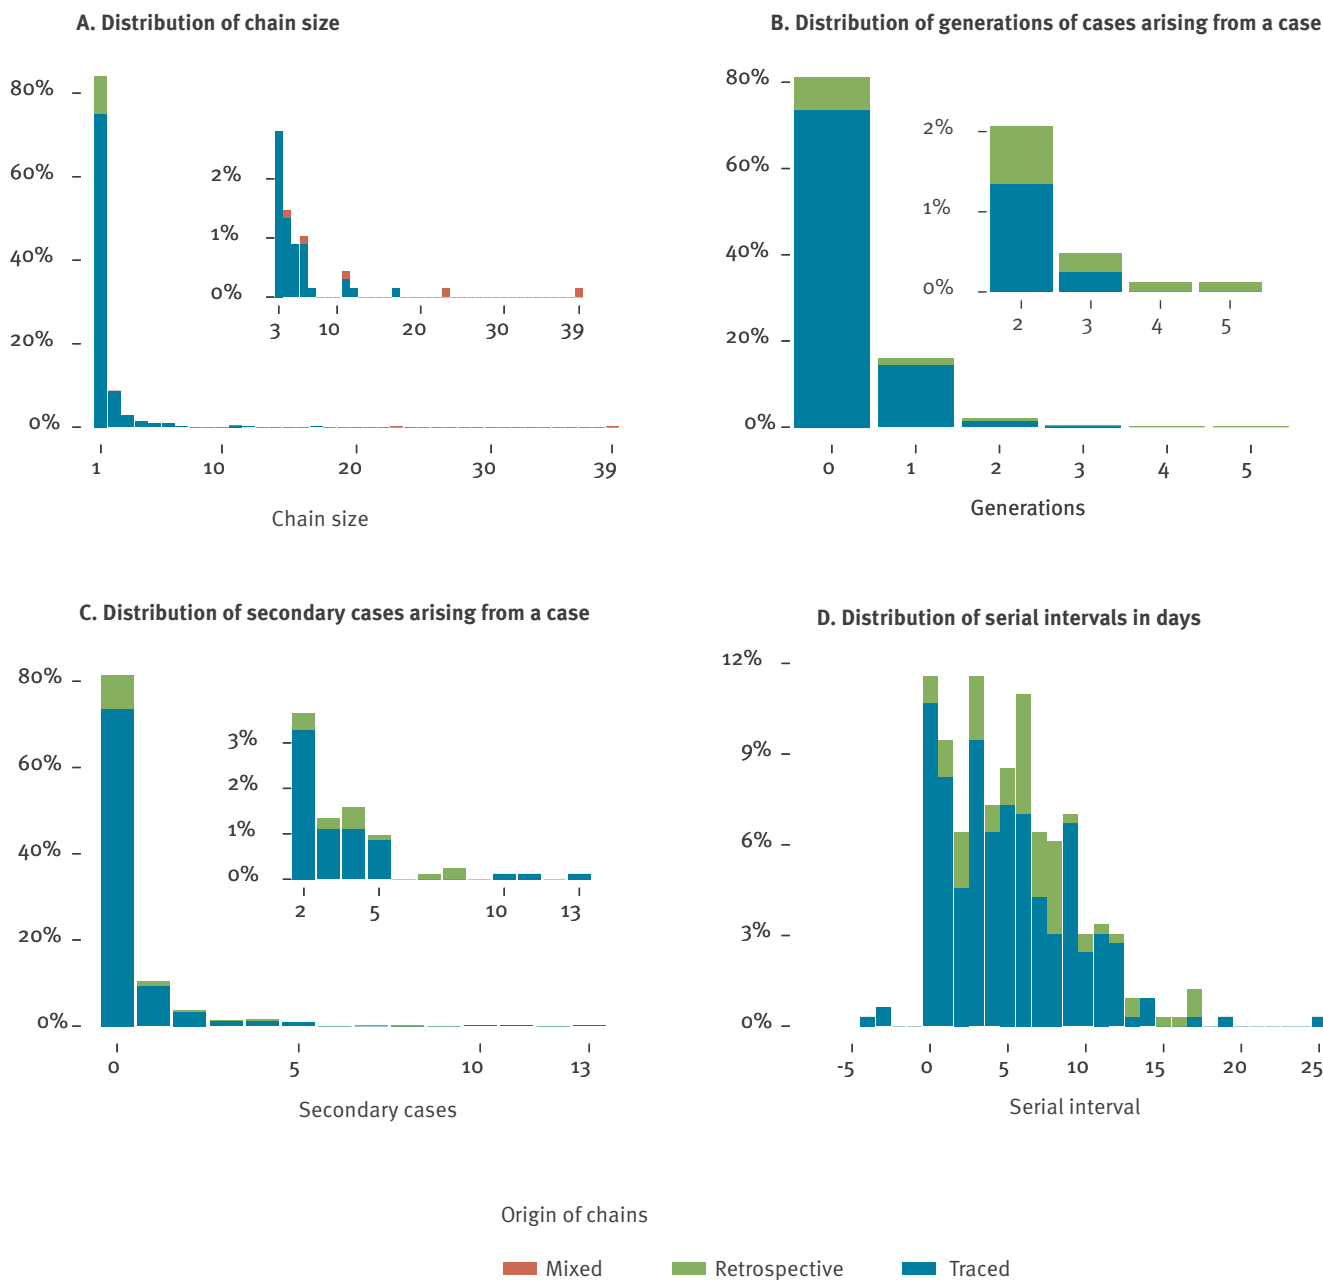 A. Distribution of chain size
80%
60%
40%
20%
0%
2%
1%
0%
3 10 20 30 39
1 10 20 30 39
Chain size
B. Distribution of generations of cases arising from a case
80%
60%
40%
20%
0%
2%
1%
0%
2 3 4 5
0 1 2 3 4 5
Generations
C. Distribution of secondary cases arising from a case
80%
60%
40%
20%
0%
3%
2%
1%
0%
2 5 10 13
0 5 10 13
Secondary cases
D. Distribution of serial intervals in days
12%
9%
6%
3%
0%
-5 0 5 10 15 20 25
Serial interval
Origin of chains
Mixed Retrospective Traced